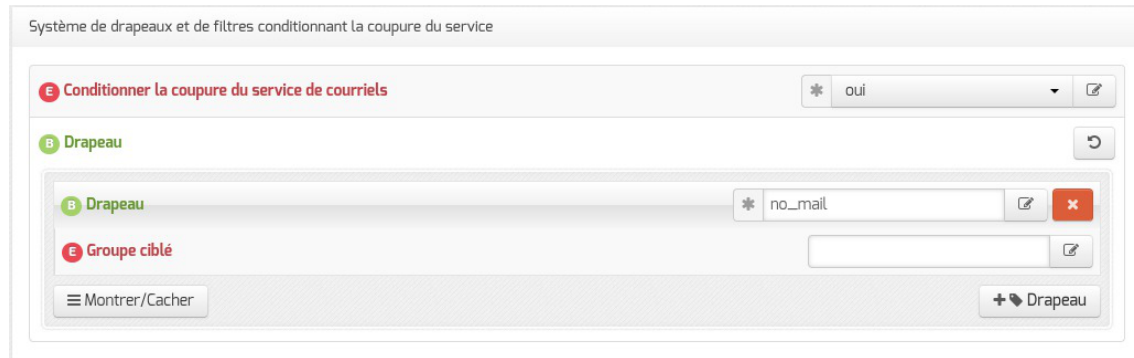 Système de drapeaux et de filtres conditionnant la coupure du service
E Conditionner la coupure du service de courriels
oui
B Drapeau
B Drapeau
no_mail
E Groupe ciblé
Montrer/Cacher
Drapeau